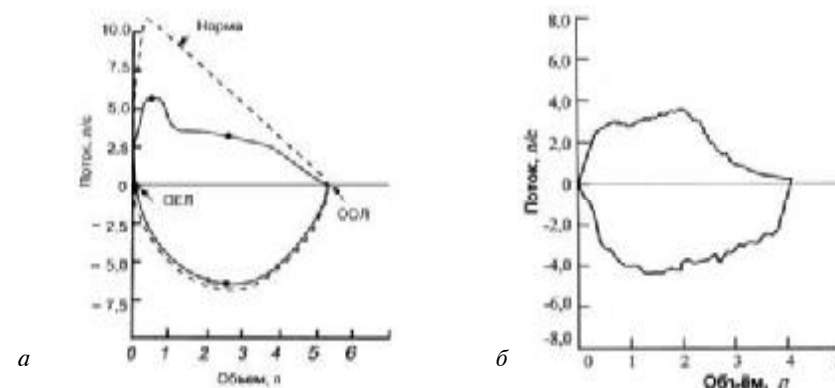 10.0
Норма
7.5
5.0
2.5
0
ОЕЛ
ООЛ
– 2.5
– 5.0
– 7,5
Поток, л/с
0 1 2 3 4 5 6
Объем, л
а
8,0
6,0
4,0
2,0
0
-2,0
-4,0
-6,0
-8,0
Поток, л/с
0 1 2 3 4
Объём, л
б